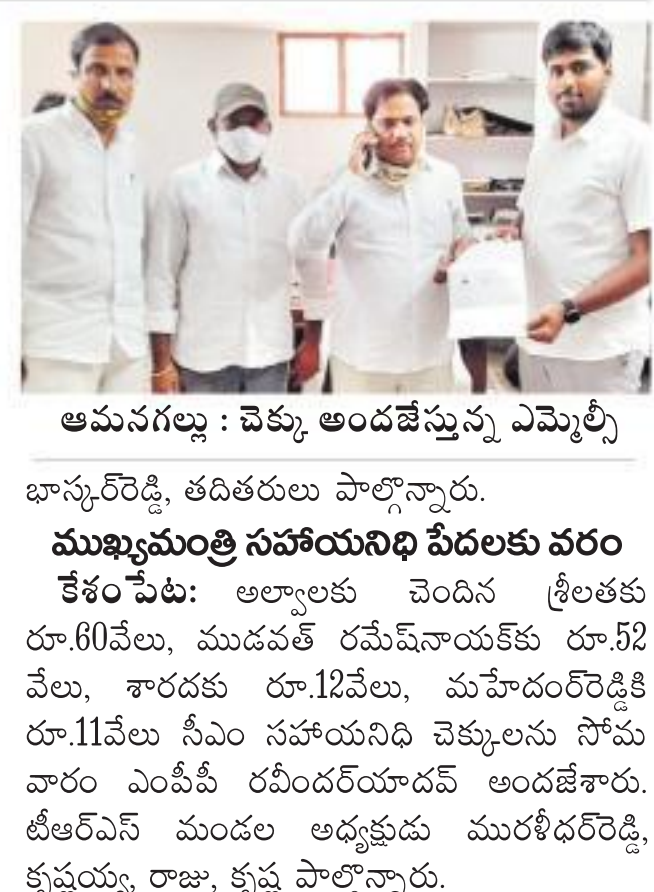 ఆమనగల్లు : చెక్కు అందజేస్తున్న ఎమ్మెల్సీ
భాస్కర్‌రెడ్డి, తదితరులు పాల్గొన్నారు.
ముఖ్యమంత్రి సహాయనిధి పేదలకు వరం
కేశంపేట: అల్వాలకు చెందిన శ్రీలతకు
రూ.60వేలు, ముడవత్ రమేష్‌నాయక్‌కు రూ.52
వేలు, శారదకు రూ.12వేలు, మహేదంర్‌రెడ్డికి
రూ.11వేలు సీఎం సహాయనిధి చెక్కులను సోమ
వారం ఎంపీపీ రవీందర్‌యాదవ్ అందజేశారు.
టీఆర్ఎస్ మండల అధ్యక్షుడు మురళీధర్‌రెడ్డి,
కృష్ణయ్య, రాజు, కృష్ణ పాల్గొన్నారు.